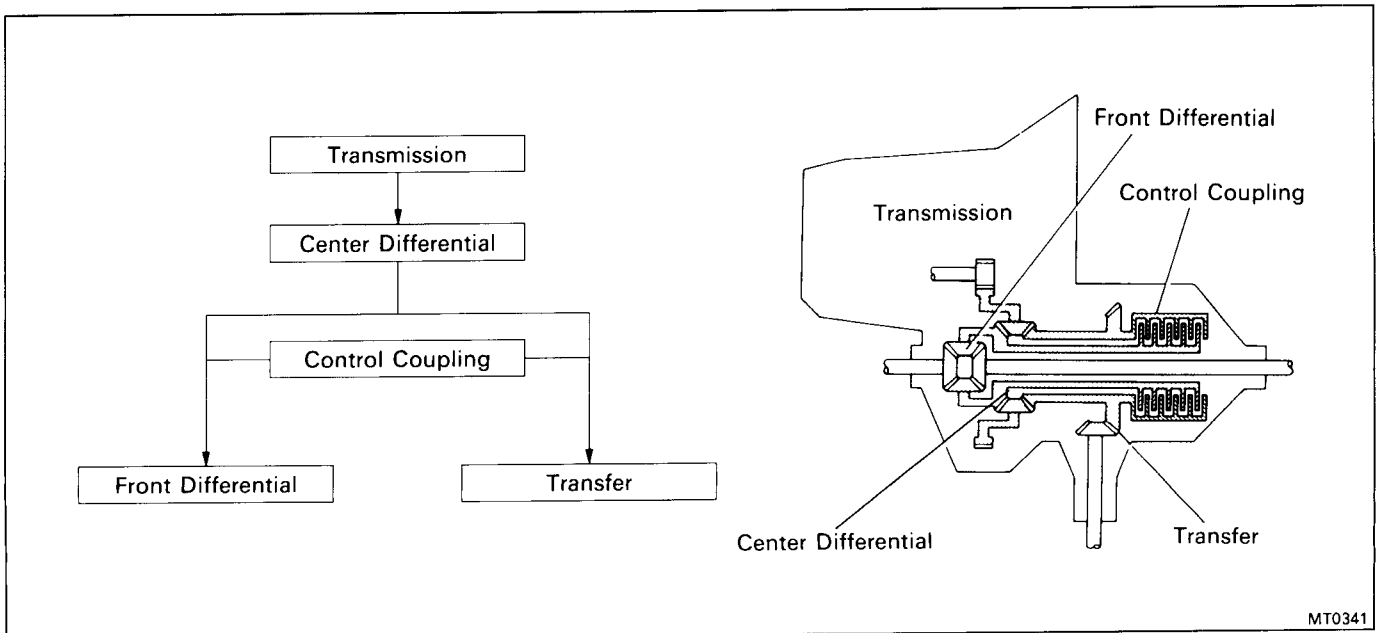 Transmission
Center Differential
Control Coupling
Front Differential
Transfer
Front Differential
Control Coupling
Transmission
Center Differential
Transfer
MT0341